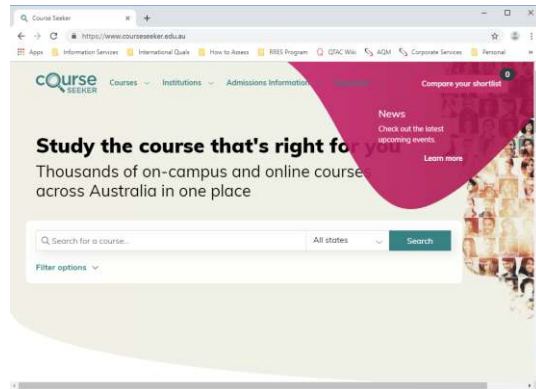 Course Seeker
https://www.courseseeker.edu.au
Apps Information Services International Quals How to Assess RRES Program QTAC Wiki AQM Corporate Services Personal
COURSE
SEEKER
Courses Institutions Admissions Information
Compare your shortlist 0
News
Check out the latest
upcoming events.
Learn more
Study the course that's right for you
Thousands of on-campus and online courses
across Australia in one place
Search for a course... All states Search
Filter options